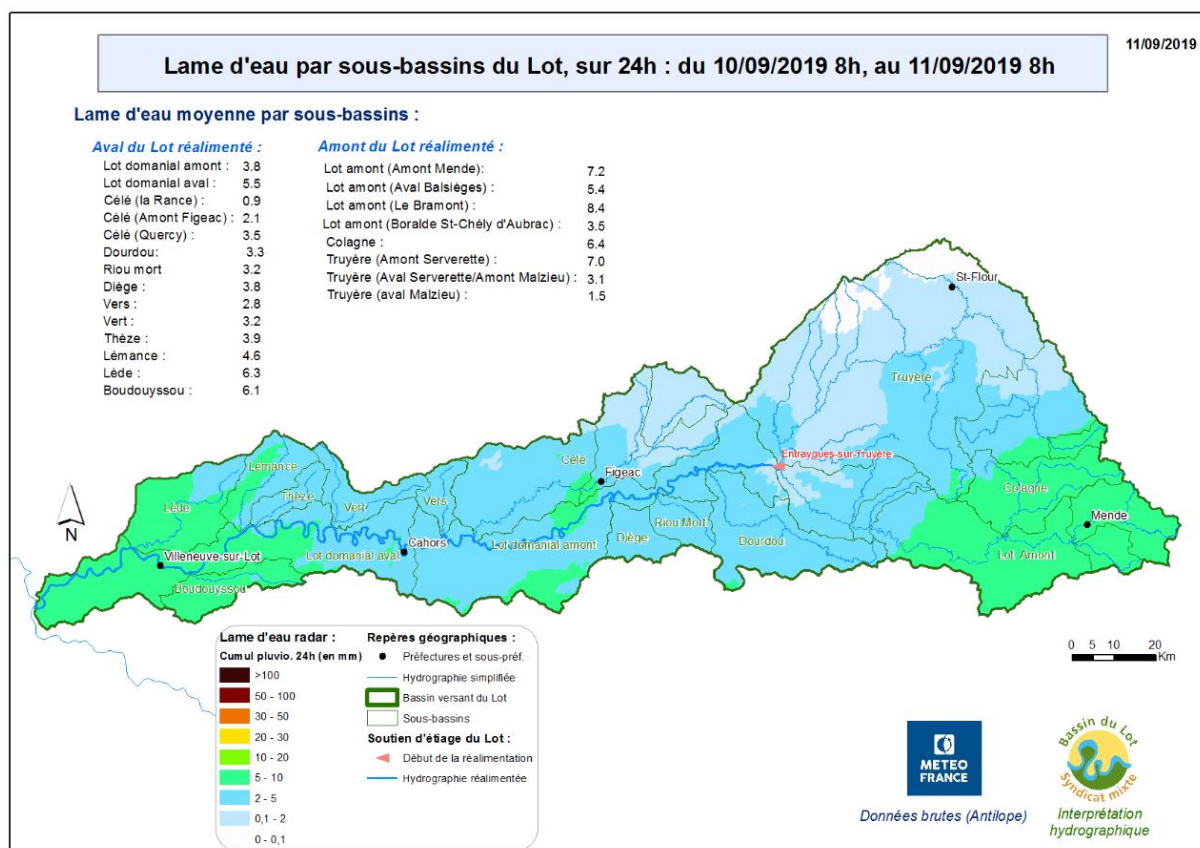 11/09/2019
Lame d'eau par sous-bassins du Lot, sur 24h : du 10/09/2019 8h, au 11/09/2019 8h
Lame d'eau moyenne par sous-bassins :
Aval du Lot réalimenté :
Lot domanial amont : 3.8
Lot domanial aval : 5.5
Célé (la Rance) : 0.9
Célé (Amont Figeac) : 2.1
Célé (Quercy) : 3.5
Dourdou: 3.3
Riou mort 3.2
Diège : 3.8
Vers : 2.8
Vert : 3.2
Thèze : 3.9
Lémance : 4.6
Lède : 6.3
Boudouyssou : 6.1
Amont du Lot réalimenté :
Lot amont (Amont Mende): 7.2
Lot amont (Aval Balsièges) : 5.4
Lot amont (Le Bramont) : 8.4
Lot amont (Boralde St-Chély d'Aubrac) : 3.5
Colagne : 6.4
Truyère (Amont Serverette) : 7.0
Truyère (Aval Serverette/Amont Malzieu) : 3.1
Truyère (aval Malzieu) : 1.5
St-Flour
Truyère
Entraygues-sur-Truyère
Célé
Figeac
Lémance
Thèze
Vert
Vers
Lède
Colagne
Mende
Riou Mort
Diège
Dourdou
Lot Amont
Lot domanial amont
Cahors
Lot domanial aval
Villeneuve-sur-Lot
Boudouyssou
N
Lame d'eau radar :
Cumul pluvio. 24h (en mm)
>100
50 - 100
30 - 50
20 - 30
10 - 20
5 - 10
2 - 5
0,1 - 2
0 - 0,1
Repères géographiques :
Préfectures et sous-préf.
Hydrographie simplifiée
Bassin versant du Lot
Sous-bassins
Soutien d'étiage du Lot :
Début de la réalimentation
Hydrographie réalimentée
0 5 10 20
Km
METEO
FRANCE
Données brutes (Antilope)
Bassin du Lot
Syndicat mixte
Interprétation
hydrographique